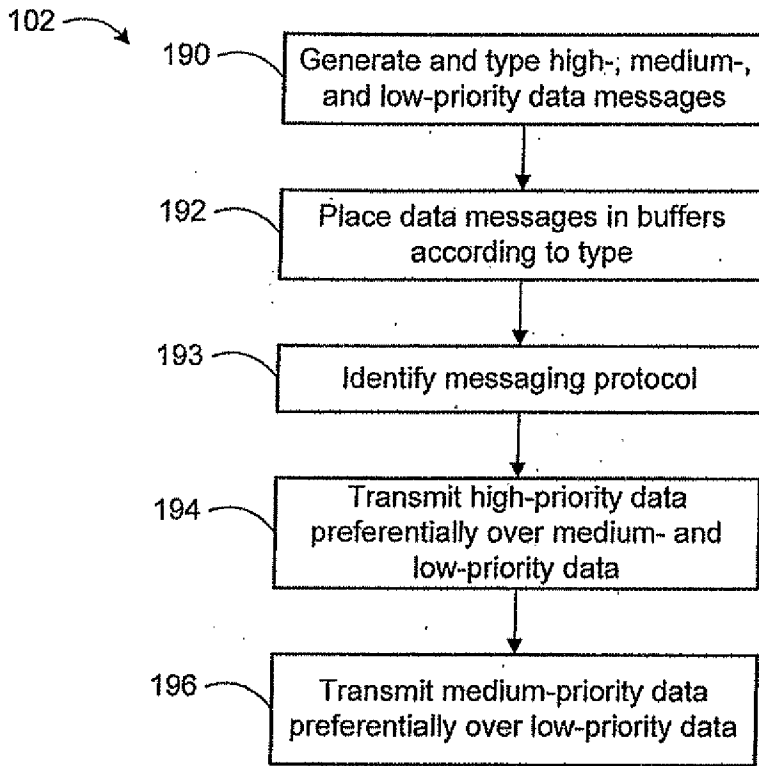 102
190
Generate and type high-; medium-,
and low-priority data messages
192
Place data messages in buffers
according to type
193
Identify messaging protocol
194
Transmit high-priority data
preferentially over medium- and
low-priority data
196
Transmit medium-priority data
preferentially over low-priority data